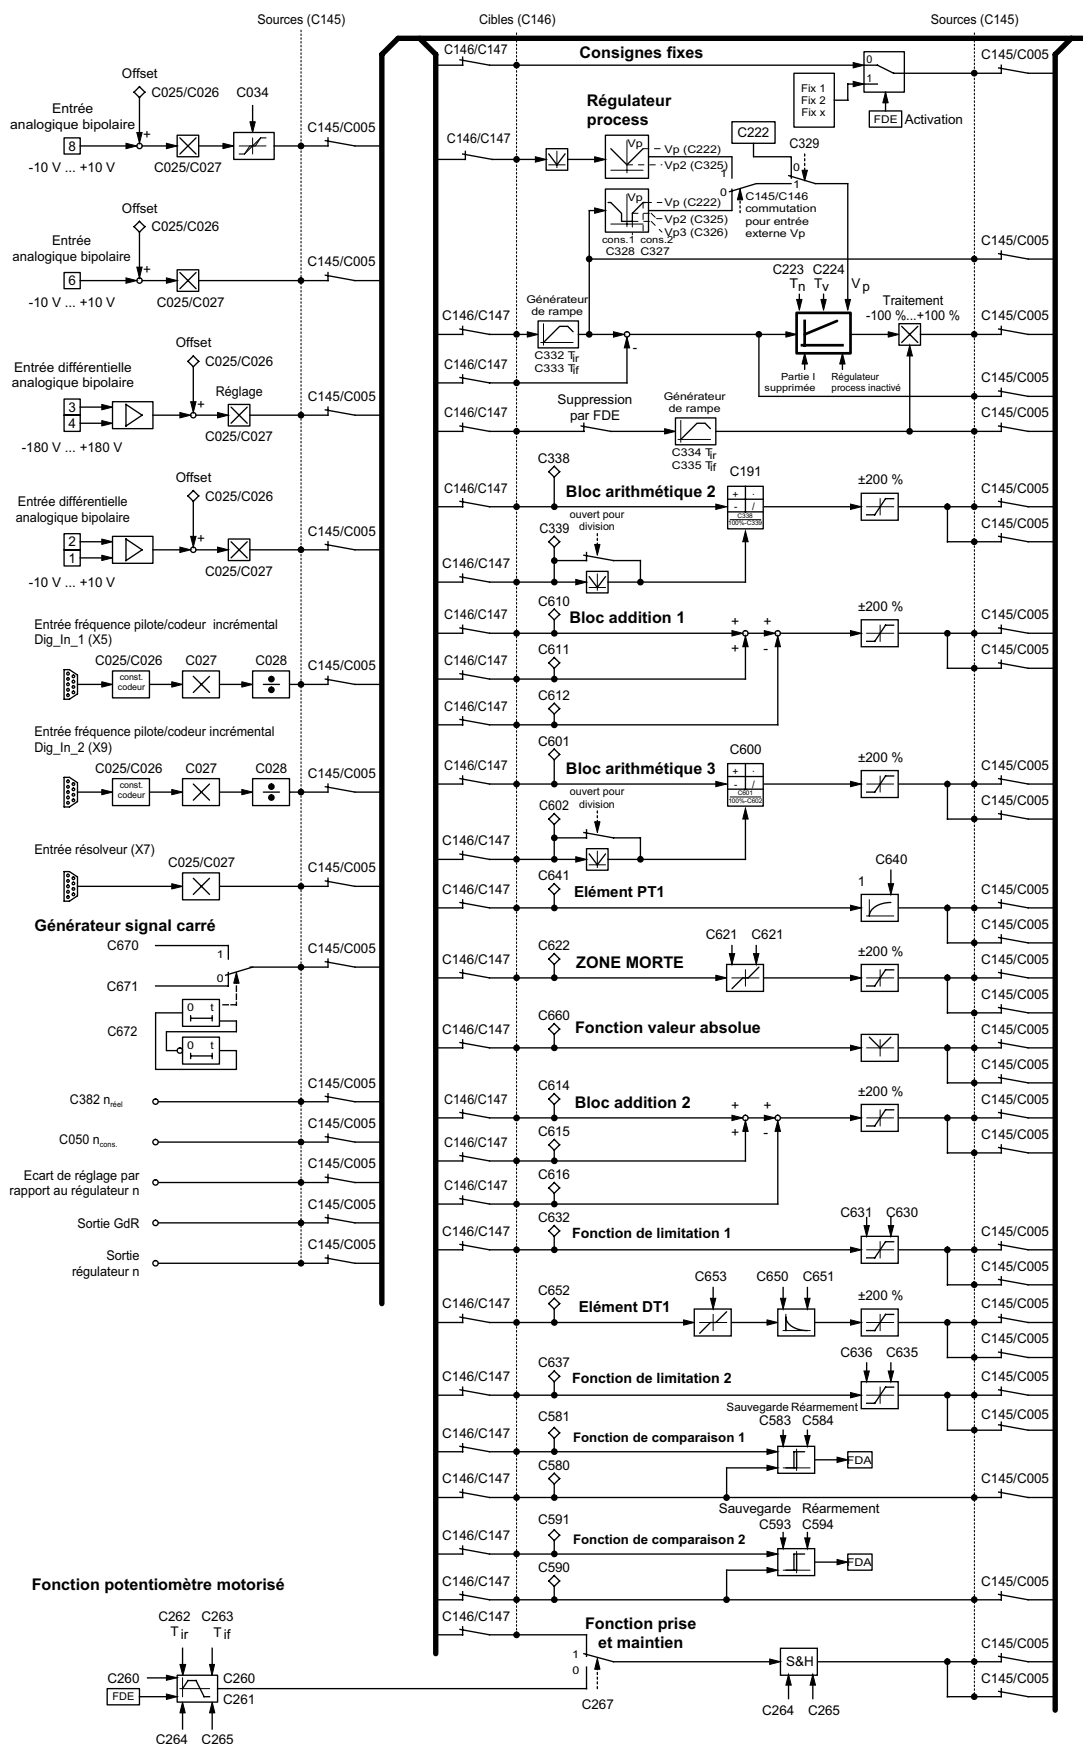 Sources (C145)
Cibles (C146)
Sources (C145)
Offset
C025/C026
C034
Entrée
analogique bipolaire
8
+
C145/C005
-10 V ... +10 V
C025/C027
Offset
C025/C026
Entrée
analogique bipolaire
6
+
C145/C005
-10 V ... +10 V
C025/C027
Offset
C025/C026
Entrée différentielle
analogique bipolaire
Réglage
3
4
+
C145/C005
-180 V ... +180 V
C025/C027
Offset
C025/C026
Entrée différentielle
analogique bipolaire
2
1
+
C145/C005
-10 V ... +10 V
C025/C027
Entrée fréquence pilote/codeur incrémental
Dig_In_1 (X5)
C025/C026
C027
C028
C145/C005
const.
codeur
Entrée fréquence pilote/codeur incrémental
Dig_In_2 (X9)
C025/C026
C027
C028
C145/C005
const.
codeur
Entrée résolveur (X7)
C025/C027
C145/C005
Générateur signal carré
C670
1
C145/C005
0
C671
0 t
C672
0 t
C382 nréel
C145/C005
C050 ncons.
C145/C005
Ecart de réglage par
rapport au régulateur n
C145/C005
Sortie GdR
C145/C005
Sortie
régulateur n
C145/C005
Fonction potentiomètre motorisé
C262
Tir
C263
Tif
C260
FDE
C260
C261
C264
C265
C146/C147
Consignes fixes
0
1
C145/C005
Fix 1
Fix 2
Fix x
FDE
Activation
Régulateur
process
C146/C147
Vp
Vp (C222)
Vp2 (C325)
C222
C329
1
0
0
1
Vp
Vp (C222)
Vp2 (C325)
Vp3 (C326)
cons.1 cons.2
C328 C327
C145/C146
commutation
pour entrée
externe Vp
C145/C005
C223
Tn
C224
Tv
Vp
Traitement
-100 %...+100 %
C146/C147
Générateur
de rampe
C332 Tir
C333 Tif
-
C145/C005
Partie I
supprimée
Régulateur
process inactivé
C146/C147
C145/C005
C146/C147
Suppression
par FDE
Générateur
de rampe
C334 Tir
C335 Tif
C145/C005
C338
C146/C147
Bloc arithmétique 2
C191
+ ·
- /
C338
100%-C339
±200 %
C145/C005
C145/C005
C339
ouvert pour
division
C146/C147
C610
C146/C147
Bloc addition 1
+
+
+
-
±200 %
C145/C005
C145/C005
C611
C146/C147
C612
C146/C147
C601
C146/C147
Bloc arithmétique 3
C600
+ ·
- /
C601
100%-C602
±200 %
C145/C005
C145/C005
C602
ouvert pour
division
C146/C147
C641
C146/C147
Elément PT1
1
C640
C145/C005
C145/C005
C622
C146/C147
ZONE MORTE
C621
C621
±200 %
C145/C005
C145/C005
C660
C146/C147
Fonction valeur absolue
C145/C005
C145/C005
C614
C146/C147
Bloc addition 2
+
+
+
-
±200 %
C145/C005
C145/C005
C615
C146/C147
C616
C146/C147
C632
C146/C147
Fonction de limitation 1
C631
C630
C145/C005
C145/C005
C652
C146/C147
Elément DT1
C653
C650
C651
±200 %
C145/C005
C145/C005
C637
C146/C147
Fonction de limitation 2
C636
C635
C145/C005
C145/C005
C581
C146/C147
Fonction de comparaison 1
Sauvegarde Réarmement
C583
C584
FDA
C580
C146/C147
C145/C005
C591
C146/C147
Fonction de comparaison 2
Sauvegarde Réarmement
C593
C594
FDA
C590
C146/C147
C145/C005
C146/C147
Fonction prise
et maintien
1
0
C267
S&H
C264
C265
C145/C005
C145/C005